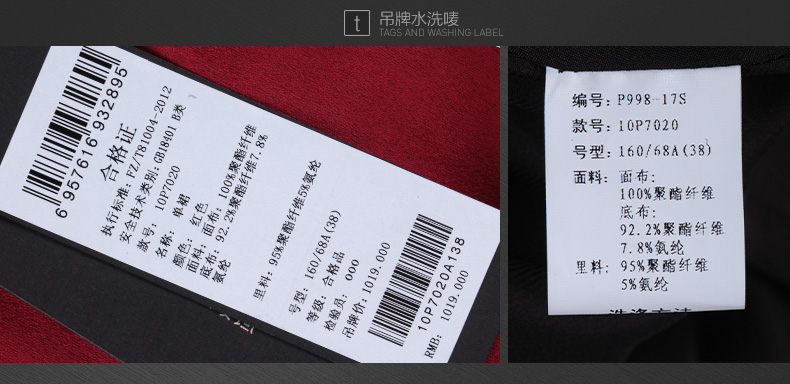 t 吊牌水洗唛
TAGS AND WASHING LABEL
6 957616 932895
合格证
执行标准: FZ/T81004-2012
安全技术类别: GB18401 B类
款号: 10P7020
名称: 单裙
颜色: 红色
面料: 面布: 100%聚酯纤维
底布: 92.2%聚酯纤维7.8%
氨纶
里料: 95%聚酯纤维5%氨纶
号型: 160/68A(38)
等级: 合格品
检验员: 000
吊牌价: 1019.000
10P7020A138
RMB: 1019.000
编号: P998-17S
款号: 10P7020
号型: 160/68A(38)
面料: 面布:
100%聚酯纤维
底布:
92.2%聚酯纤维
7.8%氨纶
里料: 95%聚酯纤维
5%氨纶